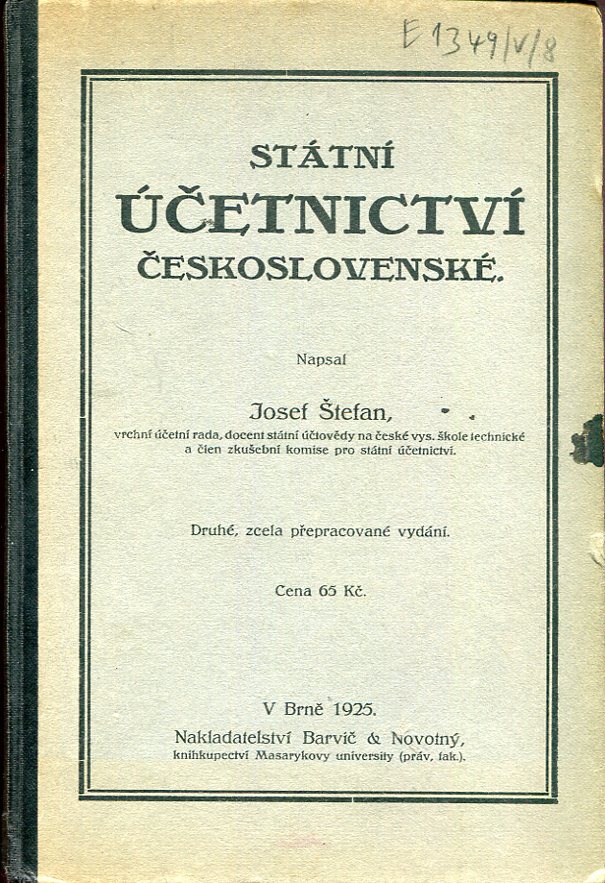 E 1349/V/8
STÁTNÍ
ÚČETNICTVÍ
ČESKOSLOVENSKÉ.
Napsal
Josef Štefan,
vrchní účetní rada, docent státní účtovědy na české vys. škole technické
a člen zkušební komise pro státní účetnictví.
Druhé, zcela přepracované vydání.
Cena 65 Kč.
V Brně 1925.
Nakladatelství Barvič & Novotný,
knihkupectví Masarykovy university (práv. fak.).